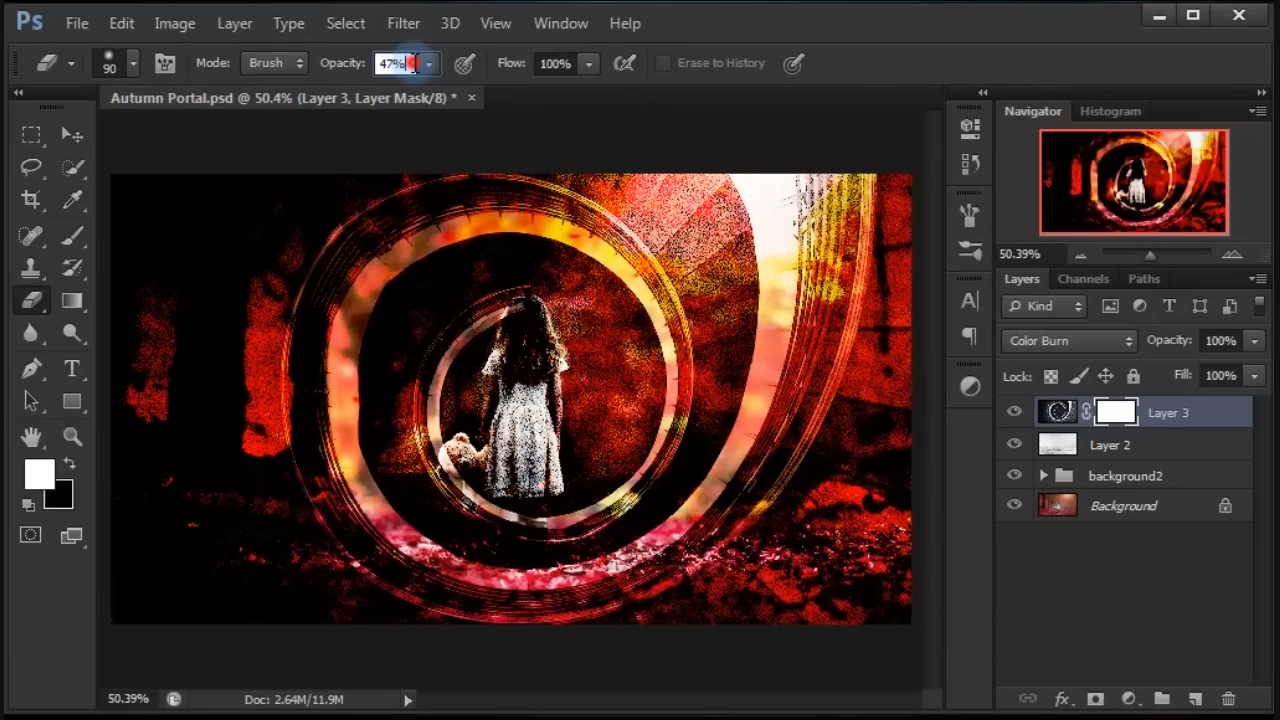 Ps File Edit Image Layer Type Select Filter 3D View Window Help
90 Mode: Brush Opacity: 47% Flow: 100% Erase to History
Autumn Portal.psd @ 50.4% (Layer 3, Layer Mask/8) * ×
Navigator Histogram
50.39%
Layers Channels Paths
Kind
Color Burn Opacity: 100%
Lock: Fill: 100%
Layer 3
Layer 2
background2
Background
50.39% Doc: 2.64M/11.9M